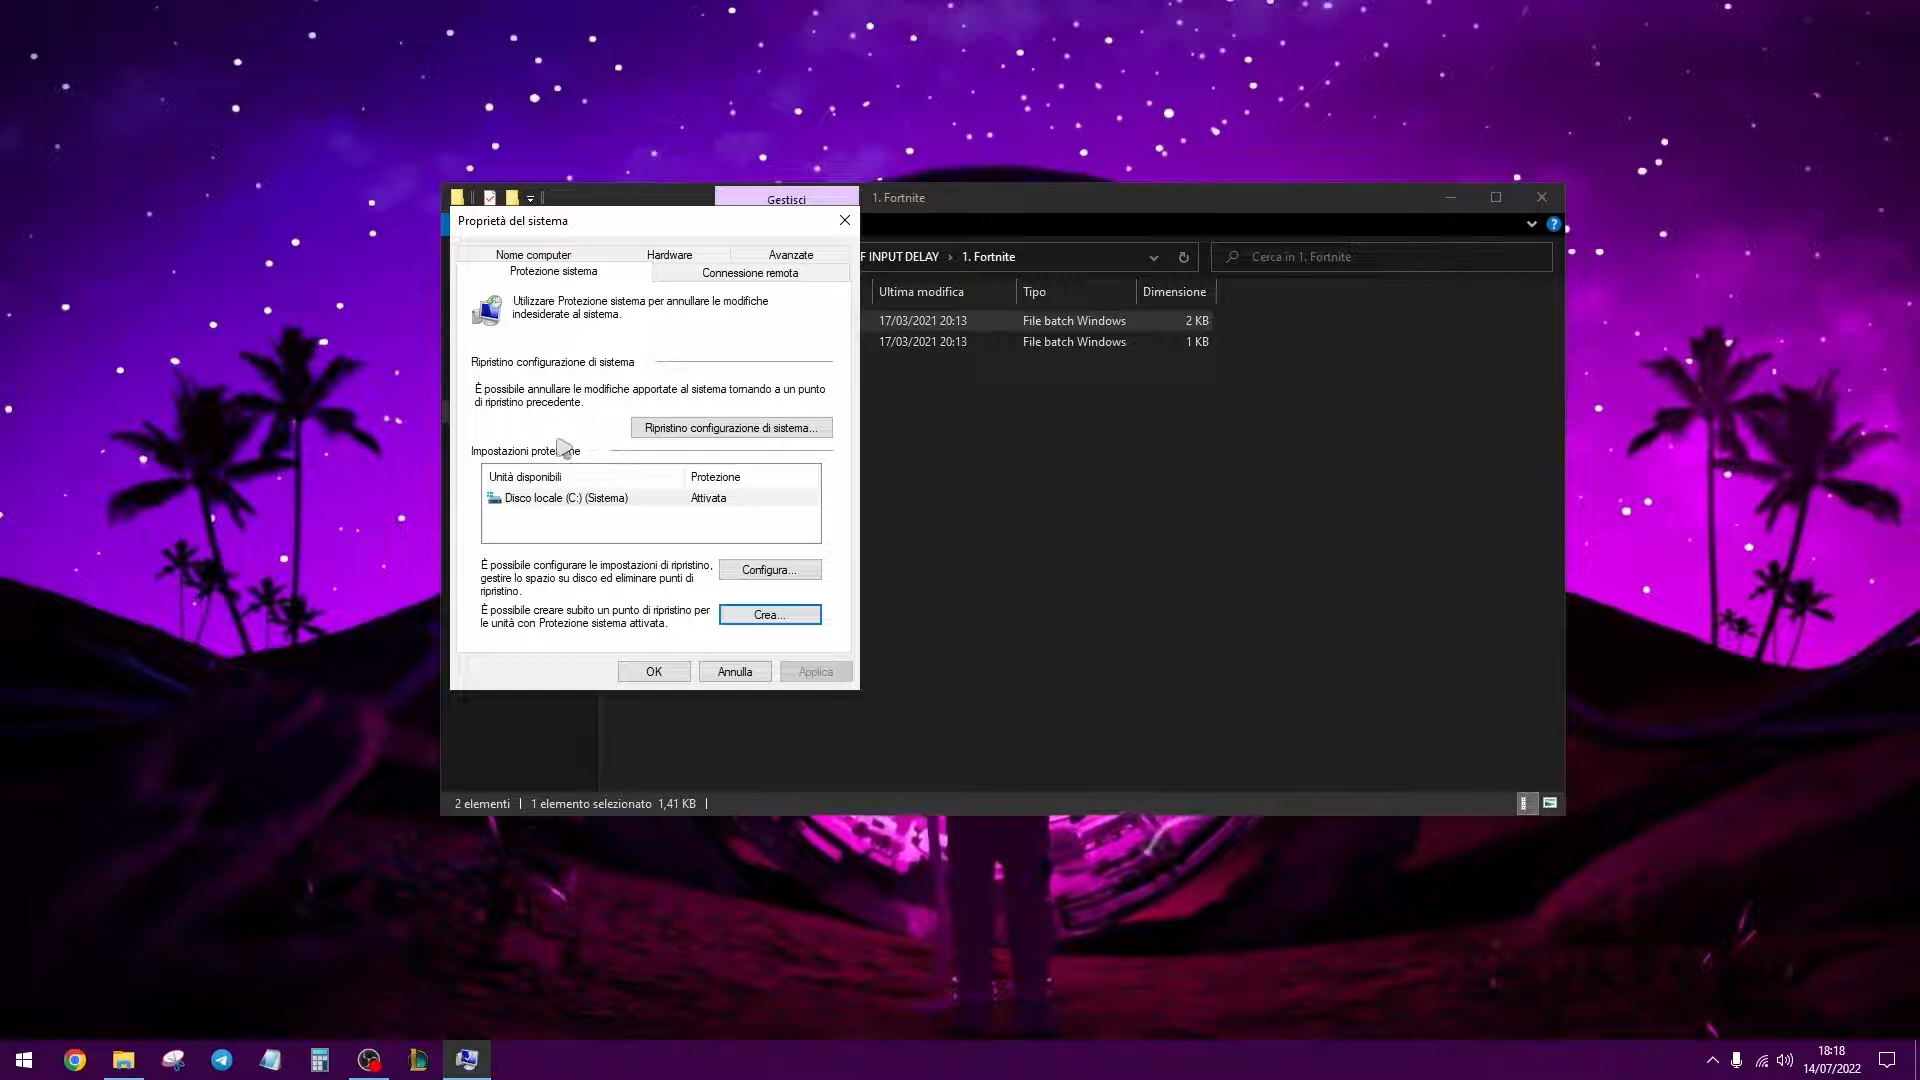 Gestisci
1. Fortnite
Proprietà del sistema
Nome computer
Hardware
Avanzate
Protezione sistema
Connessione remota
Utilizzare Protezione sistema per annullare le modifiche
indesiderate al sistema.
Ripristino configurazione di sistema
È possibile annullare le modifiche apportate al sistema tornando a un punto
di ripristino precedente.
Ripristino configurazione di sistema...
Impostazioni
Unità disponibili
Protezione
Disco locale (C:) (Sistema)
Attivata
È possibile configurare le impostazioni di ripristino,
gestire lo spazio su disco ed eliminare punti di
ripristino.
Configura...
È possibile creare subito un punto di ripristino per
le unità con Protezione sistema attivata.
Crea...
OK
Annulla
Applica
F INPUT DELAY › 1. Fortnite
Cerca in 1. Fortnite
Ultima modifica
Tipo
Dimensione
17/03/2021 20:13
File batch Windows
2 KB
17/03/2021 20:13
File batch Windows
1 KB
2 elementi
1 elemento selezionato 1,41 KB
18:18
14/07/2022